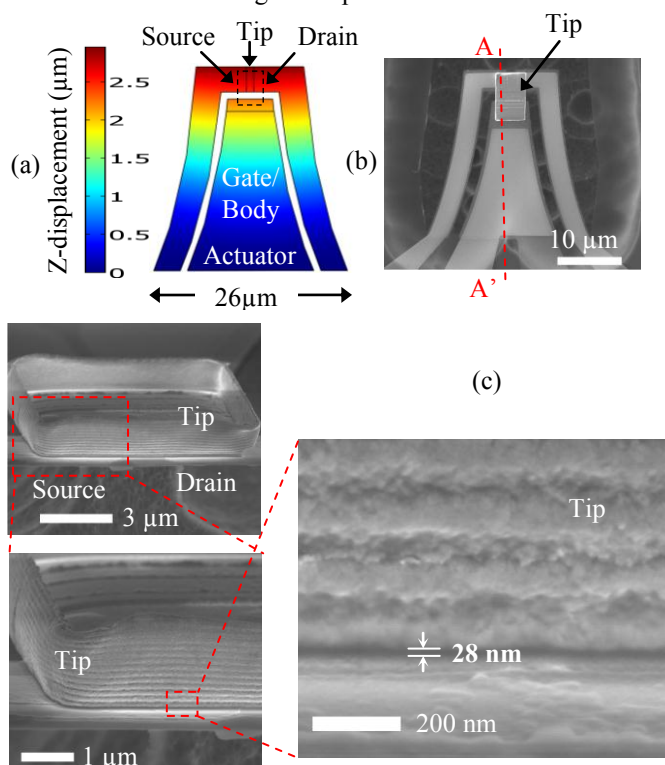 Source
Tip
Drain
Z-displacement (μm)
2.5
2
1.5
1
0.5
0
(a)
Gate/
Body
Actuator
26μm
A
Tip
(b)
10 μm
A’
(c)
Tip
Source
Drain
3 μm
Tip
1 μm
Tip
28 nm
200 nm